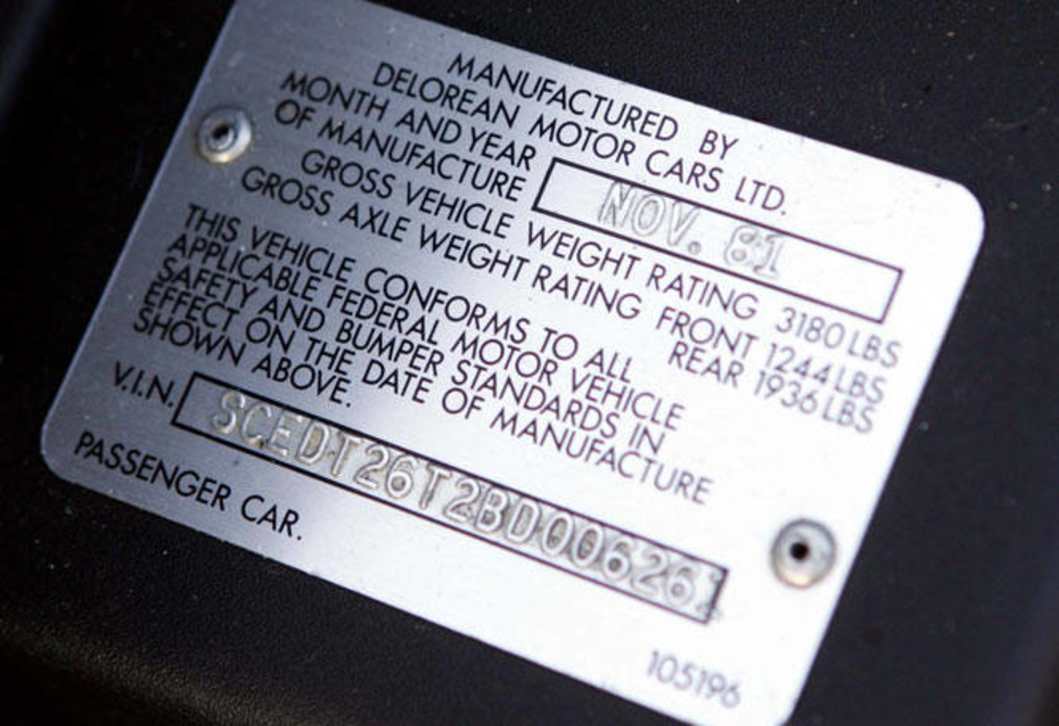 MANUFACTURED BY
DELOREAN MOTOR CARS LTD.
MONTH AND YEAR
OF MANUFACTURE NOV. 81
GROSS VEHICLE WEIGHT RATING 3180 LBS
GROSS AXLE WEIGHT RATING FRONT 1244 LBS
REAR 1936 LBS
THIS VEHICLE CONFORMS TO ALL
APPLICABLE FEDERAL MOTOR VEHICLE
SAFETY AND BUMPER STANDARDS IN
EFFECT ON THE DATE OF MANUFACTURE
SHOWN ABOVE.
V.I.N. SCEDT26T2BD006261
PASSENGER CAR.
105196